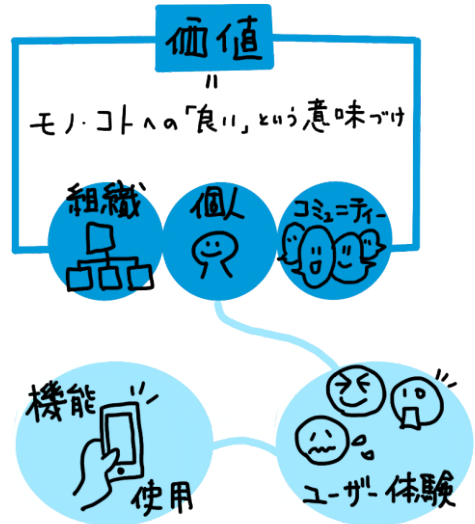 価値
=
モノ・コトへの「良い」という意味づけ
組織
個人
コミュニティー
機能
使用
ユーザー体験